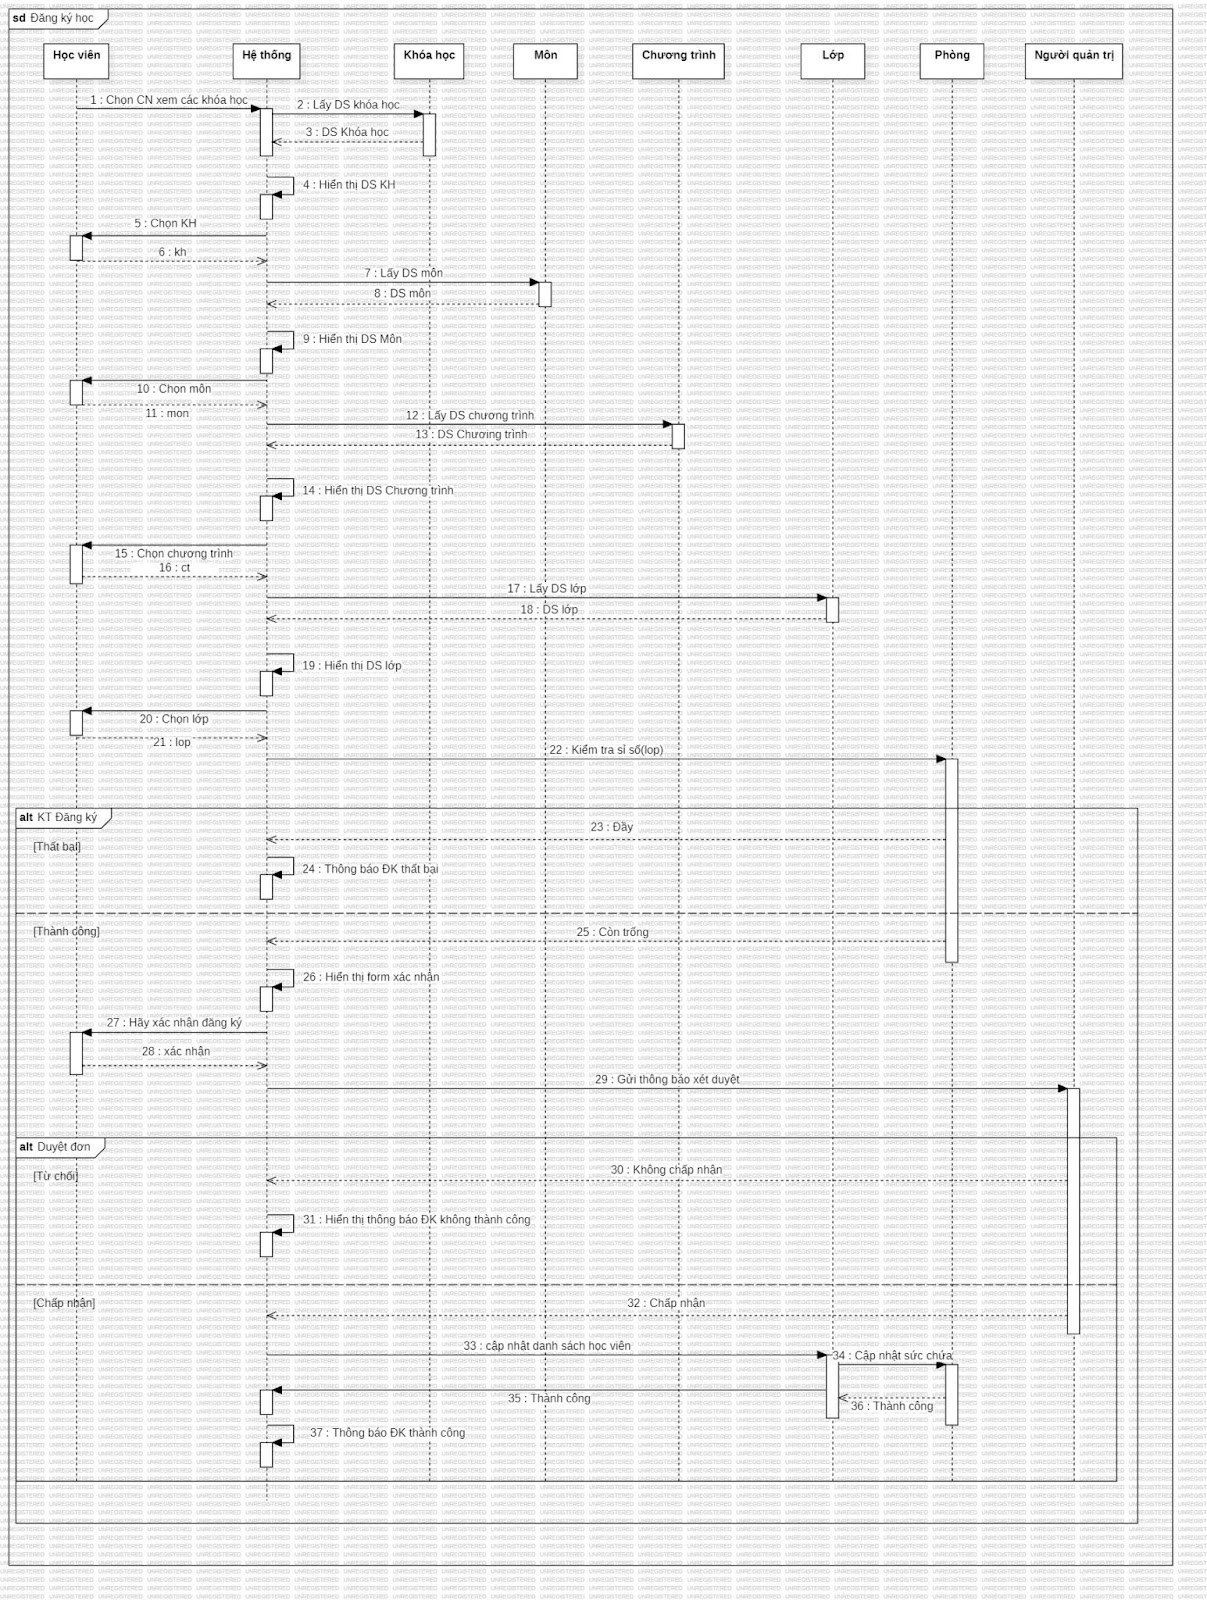 sd Đăng ký học
Học viên
Hệ thống
Khóa học
Môn
Chương trình
Lớp
Phòng
Người quản trị
1 : Chọn CN xem các khóa học
2 : Lấy DS khóa học
3 : DS Khóa học
4 : Hiển thị DS KH
5 : Chọn KH
6 : kh
7 : Lấy DS môn
8 : DS môn
9 : Hiển thị DS Môn
10 : Chọn môn
11 : mon
12 : Lấy DS chương trình
13 : DS Chương trình
14 : Hiển thị DS Chương trình
15 : Chọn chương trình
16 : ct
17 : Lấy DS lớp
18 : DS lớp
19 : Hiển thị DS lớp
20 : Chọn lớp
21 : lop
22 : Kiểm tra sỉ số(lop)
alt KT Đăng ký
23 : Đầy
[Thất bại]
24 : Thông báo ĐK thất bại
[Thành công]
25 : Còn trống
26 : Hiển thị form xác nhận
27 : Hãy xác nhận đăng ký
28 : xác nhận
29 : Gửi thông báo xét duyệt
alt Duyệt đơn
30 : Không chấp nhận
[Từ chối]
31 : Hiển thị thông báo ĐK không thành công
[Chấp nhận]
32 : Chấp nhận
33 : cập nhật danh sách học viên
34 : Cập nhật sức chứa
35 : Thành công
36 : Thành công
37 : Thông báo ĐK thành công
UNREGISTERED